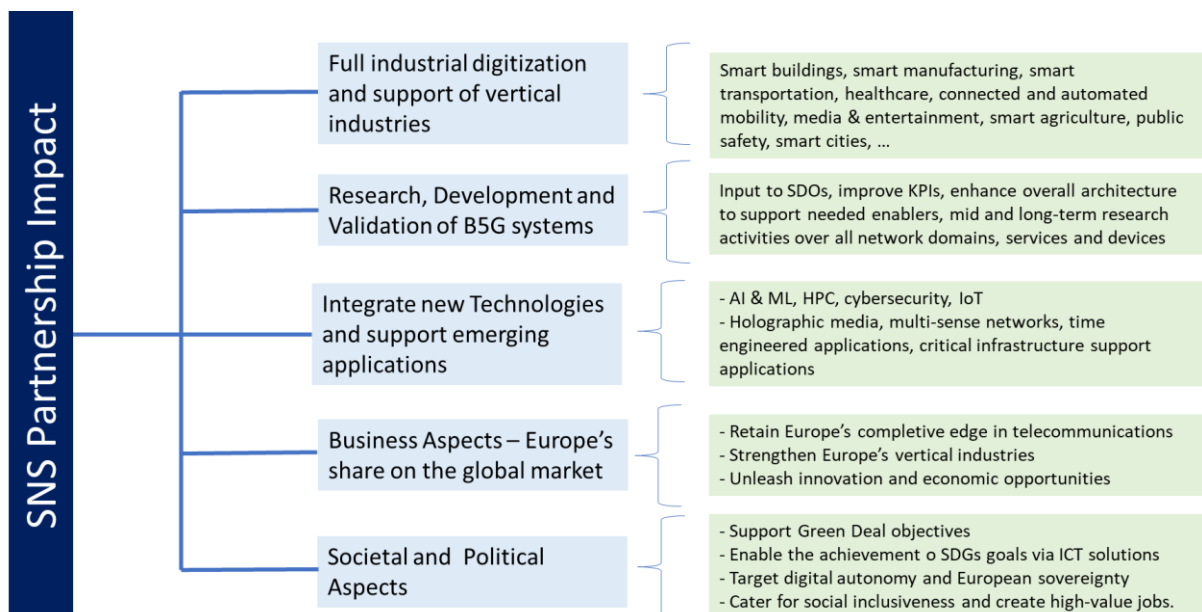 SNS Partnership Impact
Full industrial digitization
and support of vertical
industries
Smart buildings, smart manufacturing, smart
transportation, healthcare, connected and automated
mobility, media & entertainment, smart agriculture, public
safety, smart cities, ...
Research, Development and
Validation of B5G systems
Input to SDOs, improve KPIs, enhance overall architecture
to support needed enablers, mid and long-term research
activities over all network domains, services and devices
Integrate new Technologies
and support emerging
applications
- AI & ML, HPC, cybersecurity, IoT
- Holographic media, multi-sense networks, time
engineered applications, critical infrastructure support
applications
Business Aspects – Europe's
share on the global market
- Retain Europe's completive edge in telecommunications
- Strengthen Europe's vertical industries
- Unleash innovation and economic opportunities
Societal and Political
Aspects
- Support Green Deal objectives
- Enable the achievement o SDGs goals via ICT solutions
- Target digital autonomy and European sovereignty
- Cater for social inclusiveness and create high-value jobs.